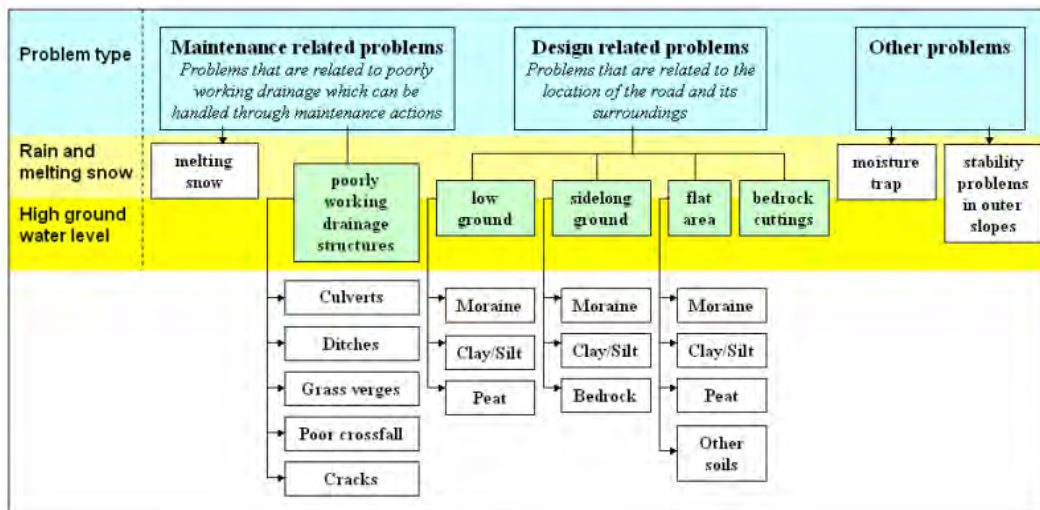 Problem type
Maintenance related problems
Problems that are related to poorly
working drainage which can be
handled through maintenance actions
Design related problems
Problems that are related to the
location of the road and its
surroundings
Other problems
Rain and
melting snow
High ground
water level
melting
snow
poorly
working
drainage
structures
low
ground
sidelong
ground
flat
area
bedrock
cuttings
moisture
trap
stability
problems
in outer
slopes
Culverts
Ditches
Grass verges
Poor crossfall
Cracks
Moraine
Clay/Silt
Peat
Moraine
Clay/Silt
Bedrock
Moraine
Clay/Silt
Peat
Other
soils